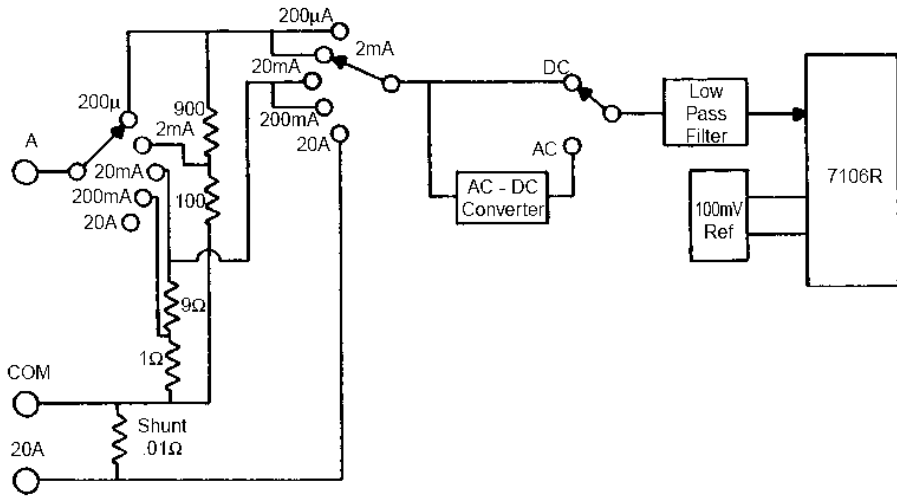 200µA
2mA
20mA
200mA
20A
200µ
2mA
20mA
200mA
20A
A
900
100
9Ω
1Ω
COM
20A
Shunt
.01Ω
DC
AC
AC - DC
Converter
Low
Pass
Filter
100mV
Ref
7106R